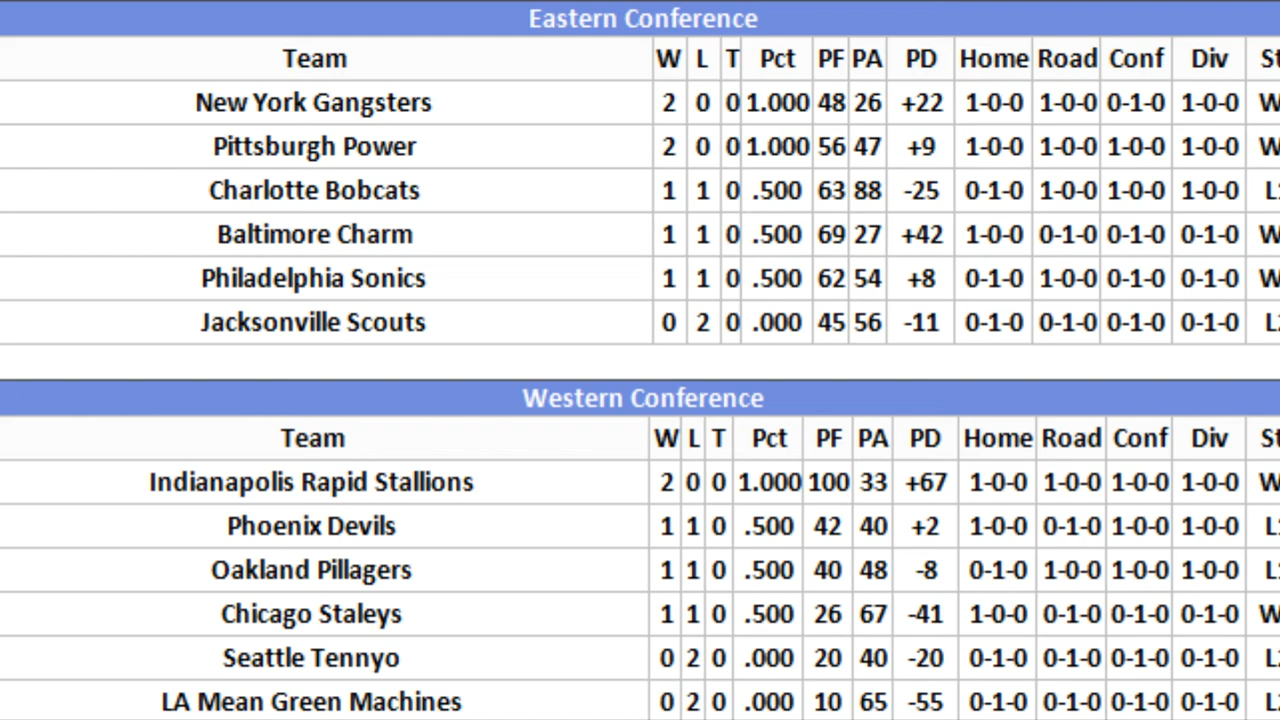 Eastern Conference
Team W L T Pct PF PA PD Home Road Conf Div St
New York Gangsters 2 0 0 1.000 48 26 +22 1-0-0 1-0-0 0-1-0 1-0-0 W
Pittsburgh Power 2 0 0 1.000 56 47 +9 1-0-0 1-0-0 1-0-0 1-0-0 W
Charlotte Bobcats 1 1 0 .500 63 88 -25 0-1-0 1-0-0 1-0-0 1-0-0 L
Baltimore Charm 1 1 0 .500 69 27 +42 1-0-0 0-1-0 0-1-0 0-1-0 W
Philadelphia Sonics 1 1 0 .500 62 54 +8 0-1-0 1-0-0 0-1-0 0-1-0 W
Jacksonville Scouts 0 2 0 .000 45 56 -11 0-1-0 0-1-0 0-1-0 0-1-0 L
Western Conference
Team W L T Pct PF PA PD Home Road Conf Div St
Indianapolis Rapid Stallions 2 0 0 1.000 100 33 +67 1-0-0 1-0-0 1-0-0 1-0-0 W
Phoenix Devils 1 1 0 .500 42 40 +2 1-0-0 0-1-0 1-0-0 1-0-0 L
Oakland Pillagers 1 1 0 .500 40 48 -8 0-1-0 1-0-0 1-0-0 1-0-0 L
Chicago Staleys 1 1 0 .500 26 67 -41 1-0-0 0-1-0 0-1-0 0-1-0 W
Seattle Tennyo 0 2 0 .000 20 40 -20 0-1-0 0-1-0 0-1-0 0-1-0 L
LA Mean Green Machines 0 2 0 .000 10 65 -55 0-1-0 0-1-0 0-1-0 0-1-0 L